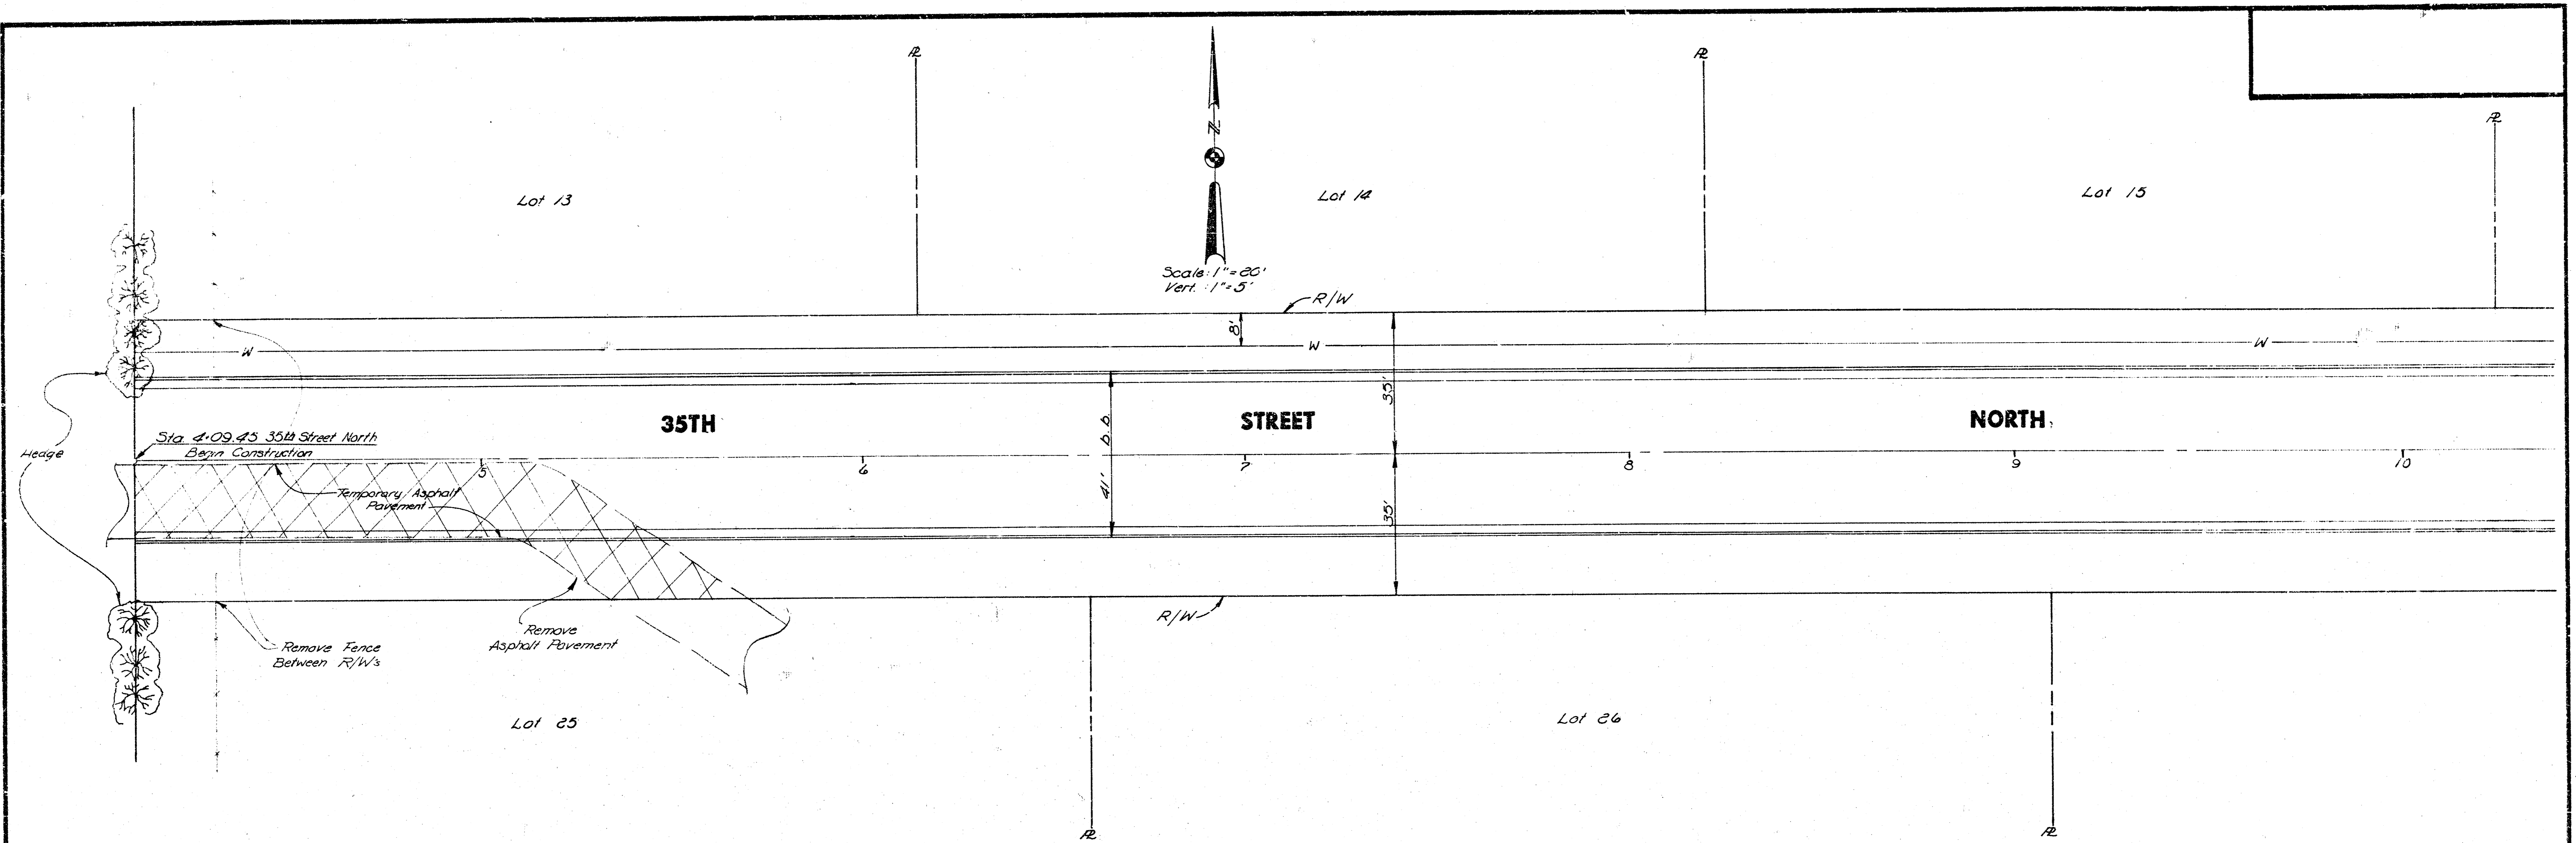 PL
PL
PL
N
Lot 13
Lot 14
Lot 15
Scale: 1"=20'
Vert.: 1"=5'
R/W
8'
W
W
W
35'
35TH STREET NORTH
Sta. 4+09.45 35th Street North
Begin Construction
Hedge
5
6
7
8
9
10
Temporary Asphalt
Pavement
41' b.b.
35'
R/W
Remove
Asphalt Pavement
Remove Fence
Between R/W's
Lot 25
Lot 26
PL
PL